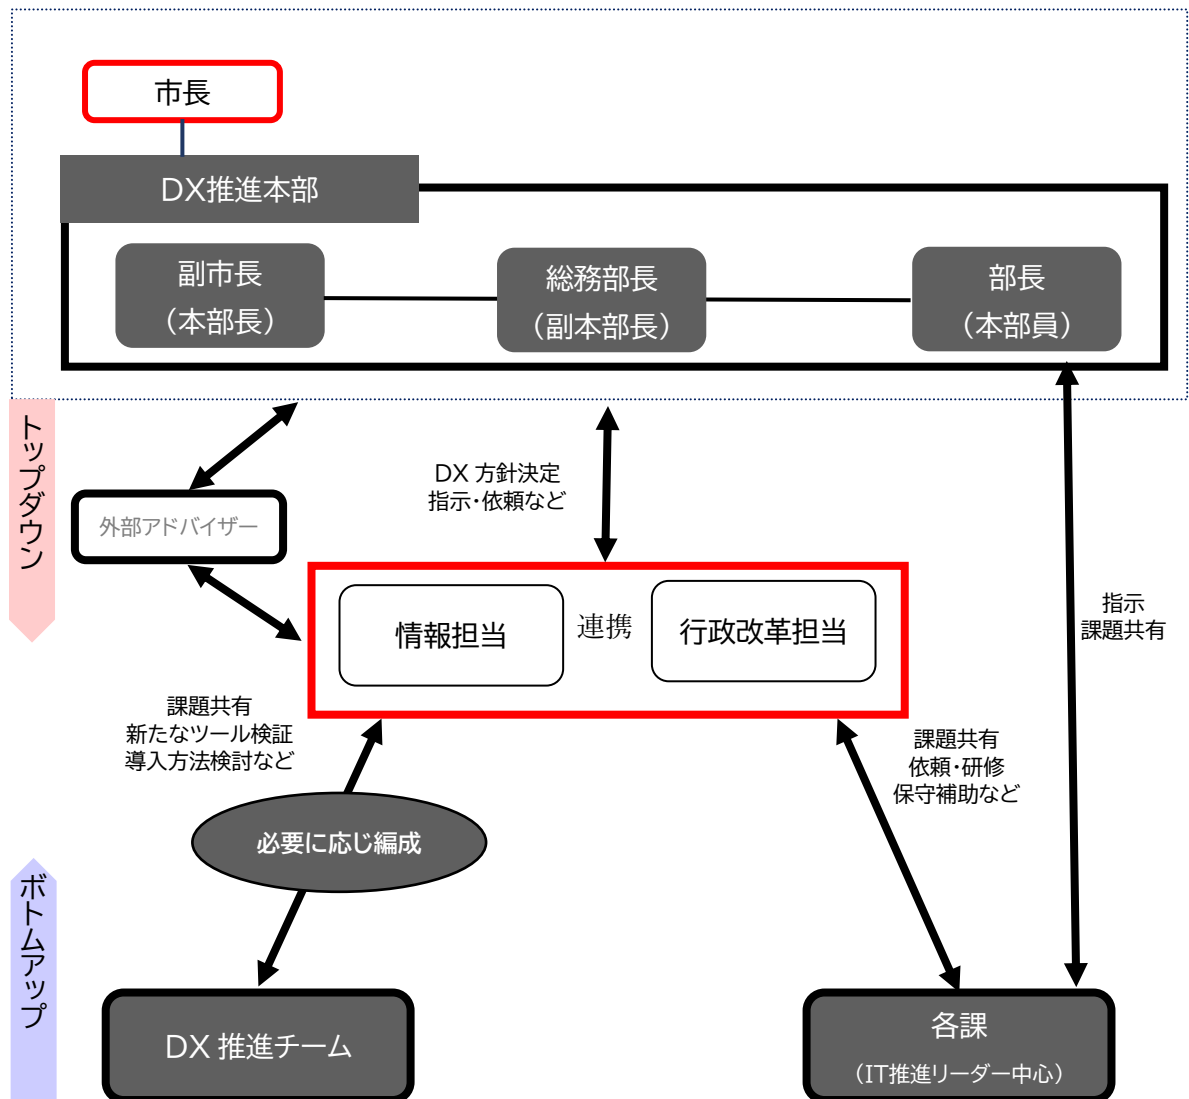 市長
DX推進本部
副市長
（本部長）
総務部長
（副本部長）
部長
（本部員）
トップダウン
DX 方針決定
指示・依頼など
外部アドバイザー
情報担当
連携
行政改革担当
指示
課題共有
課題共有
新たなツール検証
導入方法検討など
課題共有
依頼・研修
保守補助など
必要に応じ編成
ボトムアップ
DX 推進チーム
各課
（IT推進リーダー中心）